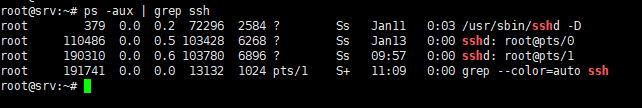 root@srv:~# ps -aux | grep ssh
root 379 0.0 0.2 72296 2584 ? Ss Jan11 0:03 /usr/sbin/sshd -D
root 110486 0.0 0.5 103428 6268 ? Ss Jan13 0:00 sshd: root@pts/0
root 190310 0.0 0.6 103780 6896 ? Ss 09:57 0:00 sshd: root@pts/1
root 191741 0.0 0.0 13132 1024 pts/1 S+ 11:09 0:00 grep --color=auto ssh
root@srv:~#